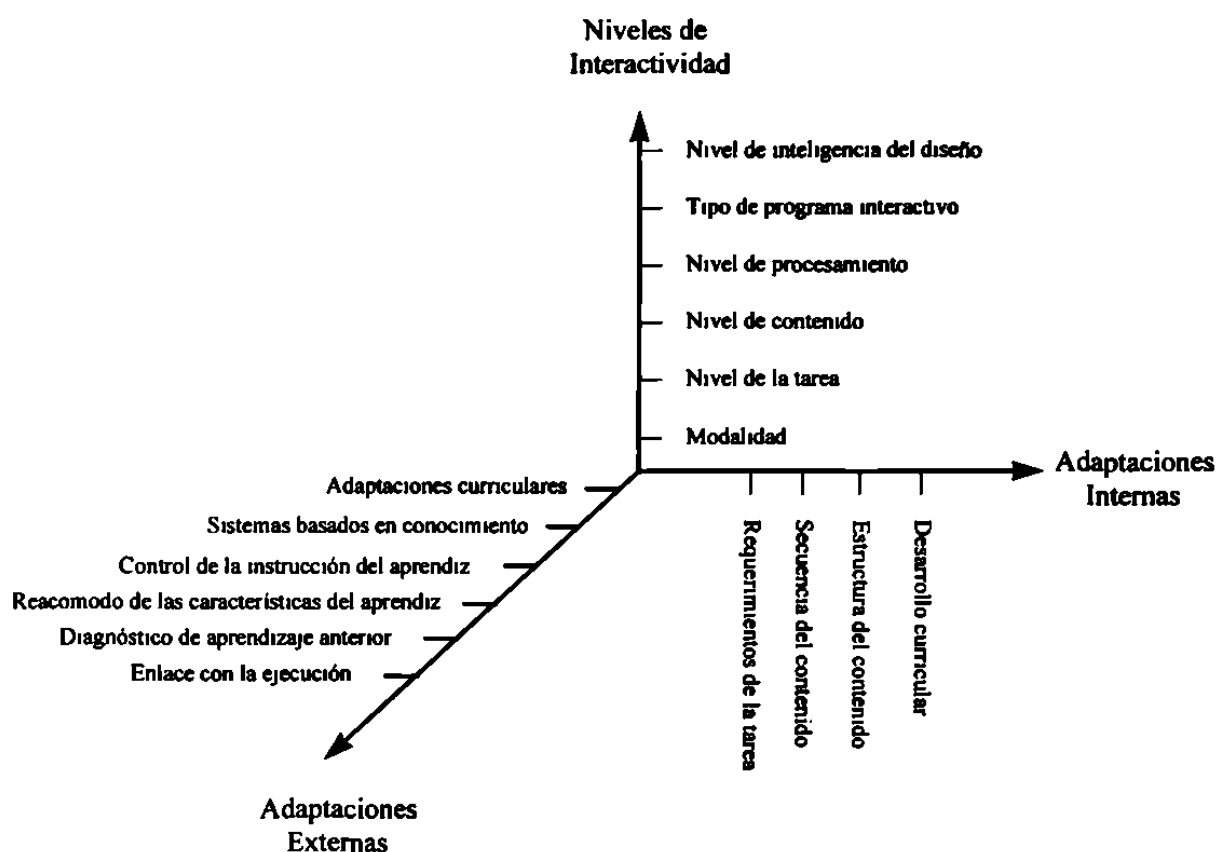 Niveles de
Interactividad
Nivel de inteligencia del diseño
Tipo de programa interactivo
Nivel de procesamiento
Nivel de contenido
Nivel de la tarea
Modalidad
Adaptaciones
Internas
Requerimientos de la tarea
Secuencia del contenido
Estructura del contenido
Desarrollo curricular
Adaptaciones curriculares
Sistemas basados en conocimiento
Control de la instrucción del aprendiz
Reacomodo de las características del aprendiz
Diagnóstico de aprendizaje anterior
Enlace con la ejecución
Adaptaciones
Externas